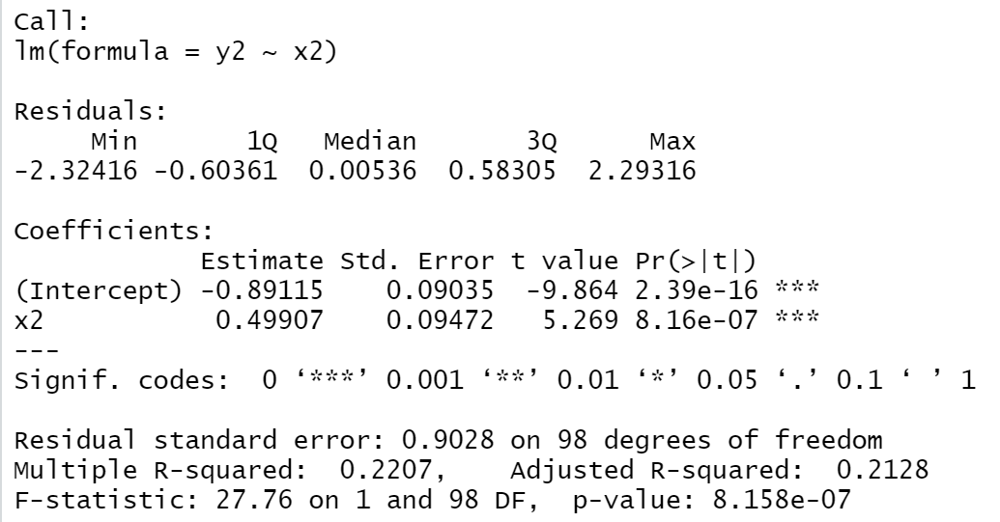 Call:
lm(formula = y2 ~ x2)
Residuals:
Min 1Q Median 3Q Max
-2.32416 -0.60361 0.00536 0.58305 2.29316
Coefficients:
Estimate Std. Error t value Pr(>|t|)
(Intercept) -0.89115 0.09035 -9.864 2.39e-16 ***
x2 0.49907 0.09472 5.269 8.16e-07 ***
---
Signif. codes: 0 ‘***’ 0.001 ‘**’ 0.01 ‘*’ 0.05 ‘.’ 0.1 ‘ ’ 1
Residual standard error: 0.9028 on 98 degrees of freedom
Multiple R-squared: 0.2207, Adjusted R-squared: 0.2128
F-statistic: 27.76 on 1 and 98 DF, p-value: 8.158e-07